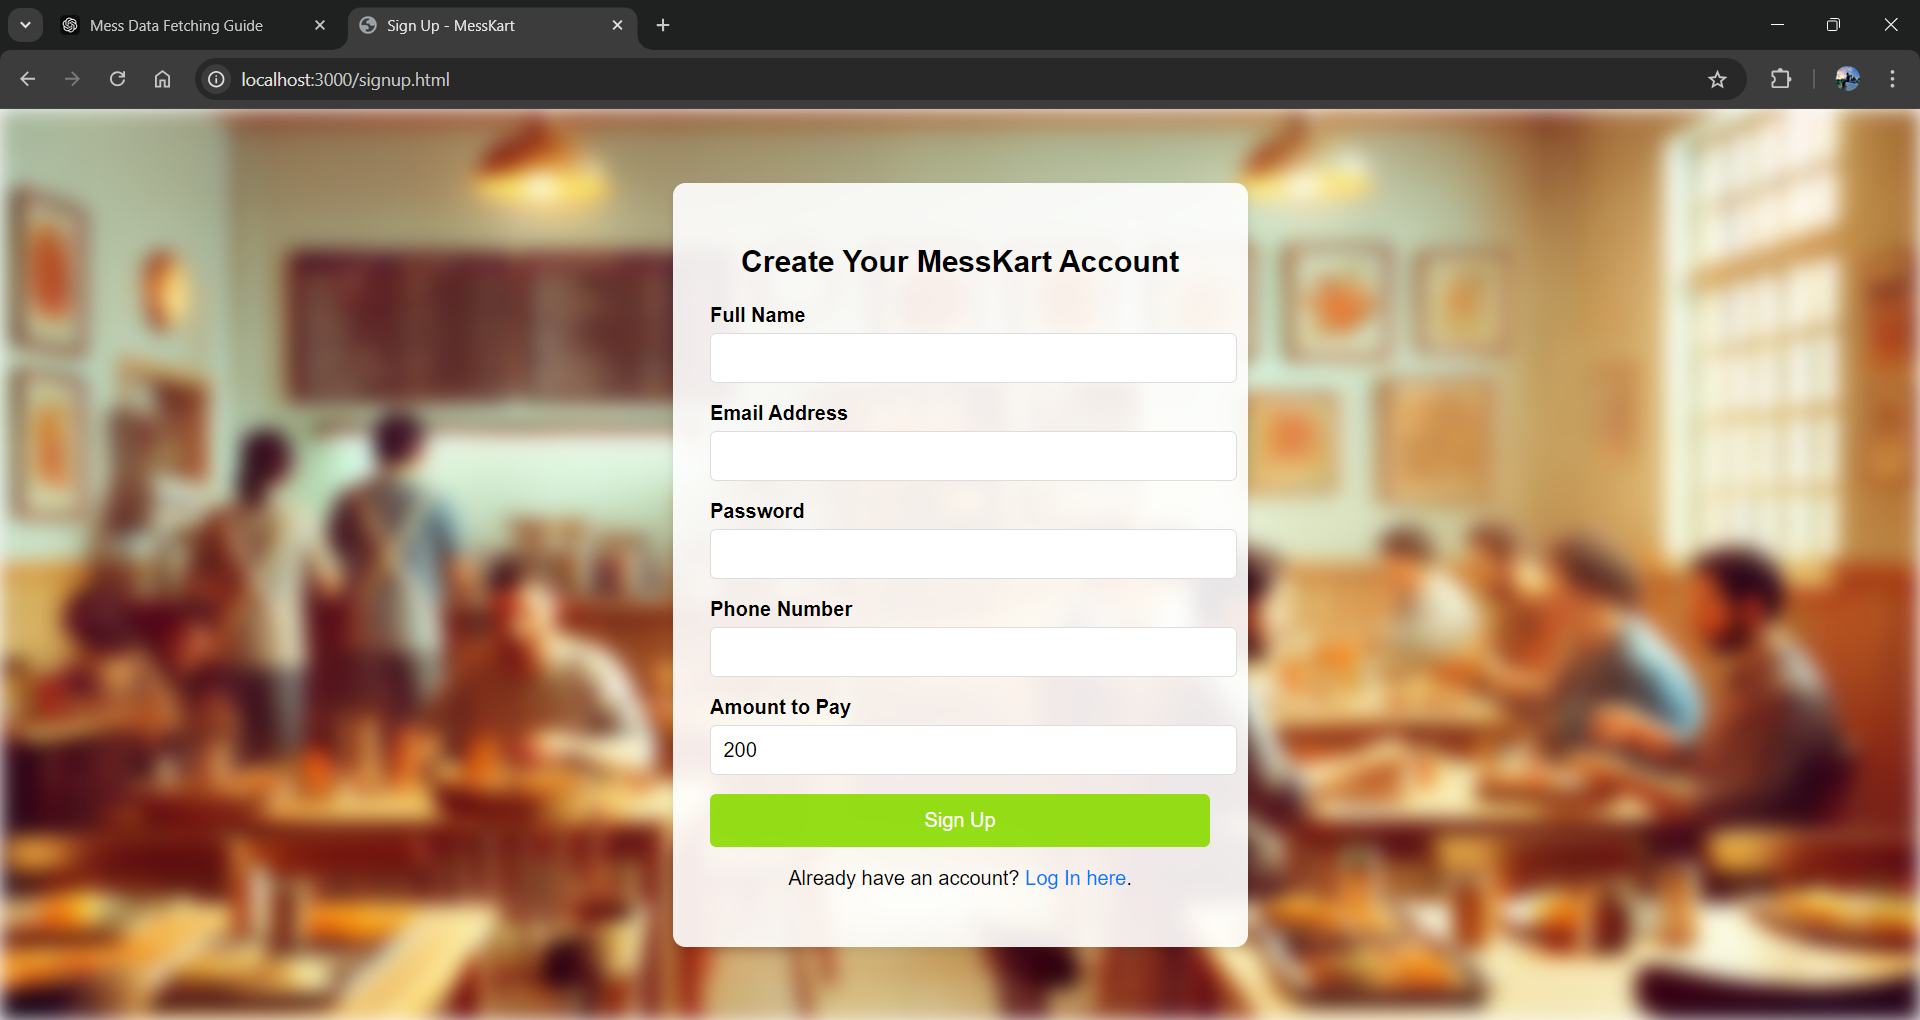 Mess Data Fetching Guide
Sign Up - MessKart
localhost:3000/signup.html
Create Your MessKart Account
Full Name
Email Address
Password
Phone Number
Amount to Pay
200
Sign Up
Already have an account? Log In here.